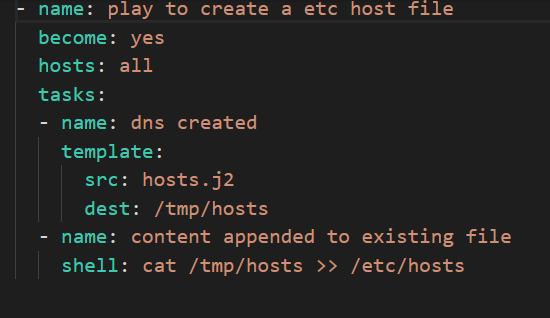 - name: play to create a etc host file
  become: yes
  hosts: all
  tasks:
  - name: dns created
    template:
      src: hosts.j2
      dest: /tmp/hosts
  - name: content appended to existing file
    shell: cat /tmp/hosts >> /etc/hosts